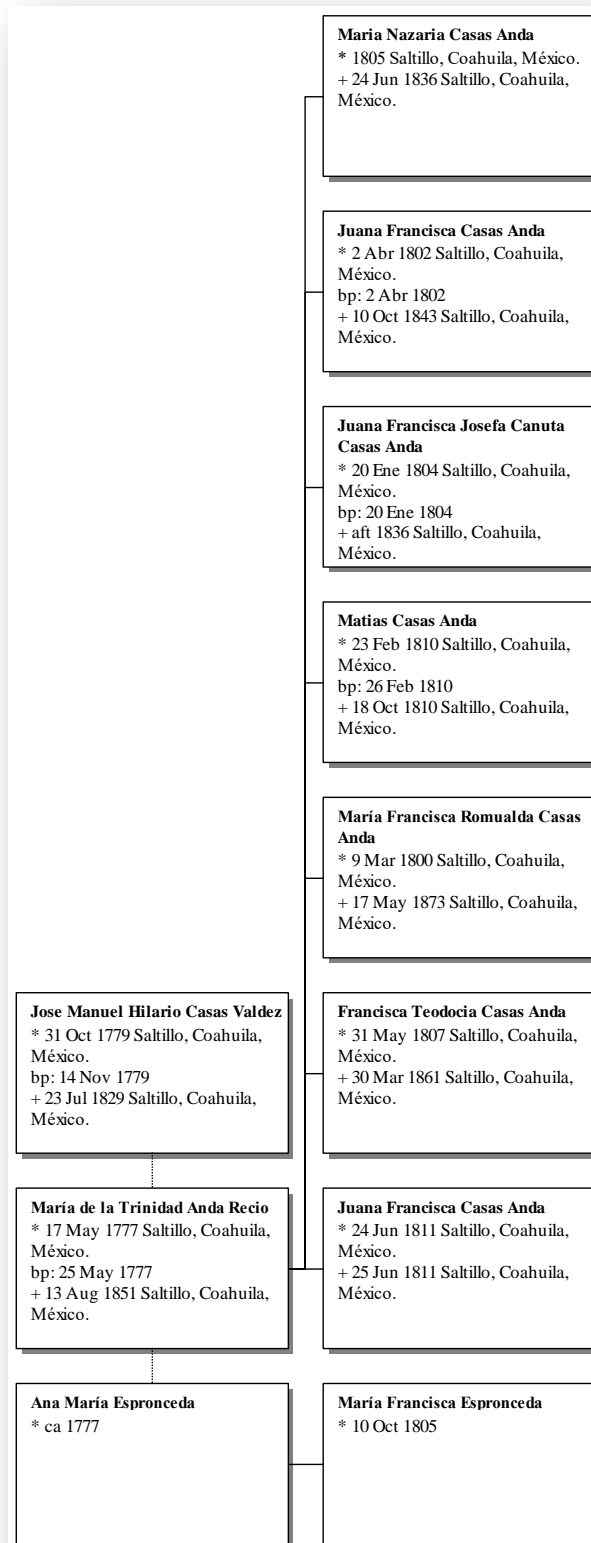 Maria Nazaria Casas Anda
* 1805 Saltillo, Coahuila, México.
+ 24 Jun 1836 Saltillo, Coahuila,
México.
Juana Francisca Casas Anda
* 2 Abr 1802 Saltillo, Coahuila,
México.
bp: 2 Abr 1802
+ 10 Oct 1843 Saltillo, Coahuila,
México.
Juana Francisca Josefa Canuta
Casas Anda
* 20 Ene 1804 Saltillo, Coahuila,
México.
bp: 20 Ene 1804
+ aft 1836 Saltillo, Coahuila,
México.
Matias Casas Anda
* 23 Feb 1810 Saltillo, Coahuila,
México.
bp: 26 Feb 1810
+ 18 Oct 1810 Saltillo, Coahuila,
México.
María Francisca Romualda Casas
Anda
* 9 Mar 1800 Saltillo, Coahuila,
México.
+ 17 May 1873 Saltillo, Coahuila,
México.
Jose Manuel Hilario Casas Valdez
* 31 Oct 1779 Saltillo, Coahuila,
México.
bp: 14 Nov 1779
+ 23 Jul 1829 Saltillo, Coahuila,
México.
Francisca Teodocia Casas Anda
* 31 May 1807 Saltillo, Coahuila,
México.
+ 30 Mar 1861 Saltillo, Coahuila,
México.
María de la Trinidad Anda Recio
* 17 May 1777 Saltillo, Coahuila,
México.
bp: 25 May 1777
+ 13 Aug 1851 Saltillo, Coahuila,
México.
Juana Francisca Casas Anda
* 24 Jun 1811 Saltillo, Coahuila,
México.
+ 25 Jun 1811 Saltillo, Coahuila,
México.
Ana María Espronceda
* ca 1777
María Francisca Espronceda
* 10 Oct 1805